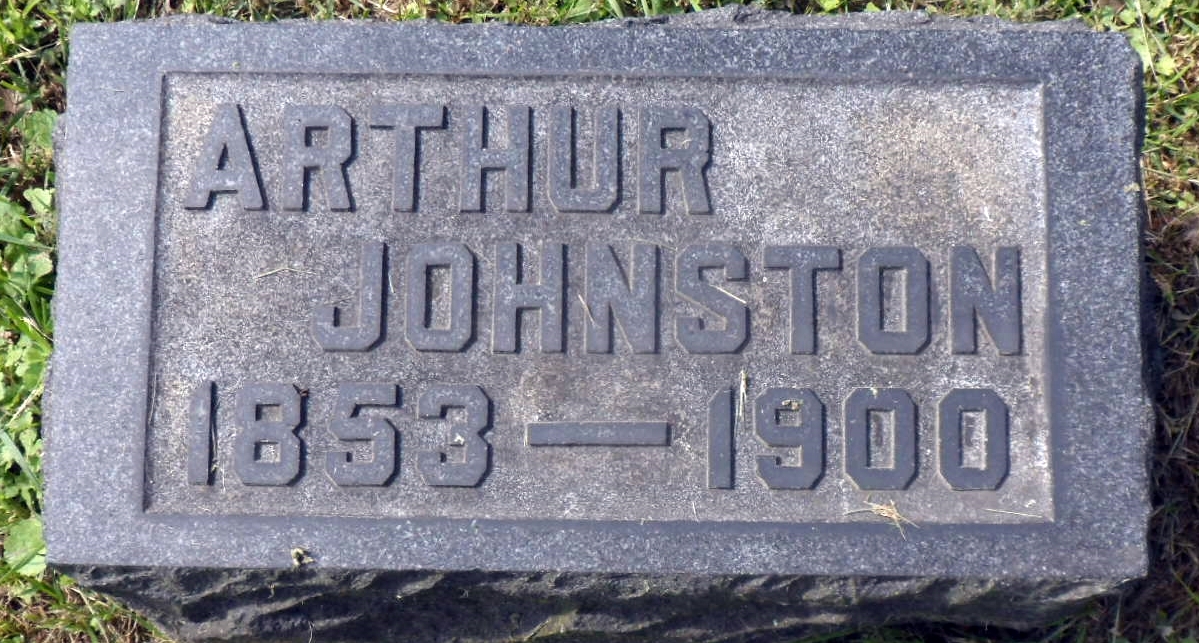 ARTHUR
JOHNSTON
1853 — 1900